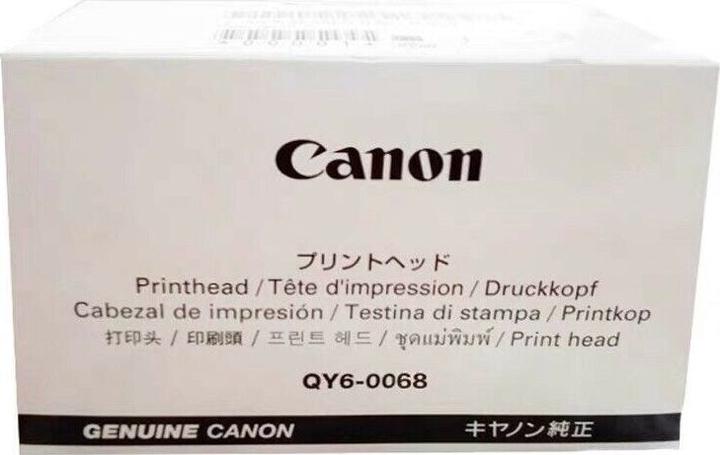 Canon
プリントヘッド
Printhead / Tête d'impression / Druckkopf
Cabezal de impresión / Testina di stampa / Printkop
打印头 / 印刷頭 / 프린트 헤드 / ชุดแม่พิมพ์ / Print head
QY6-0068
GENUINE CANON キヤノン純正